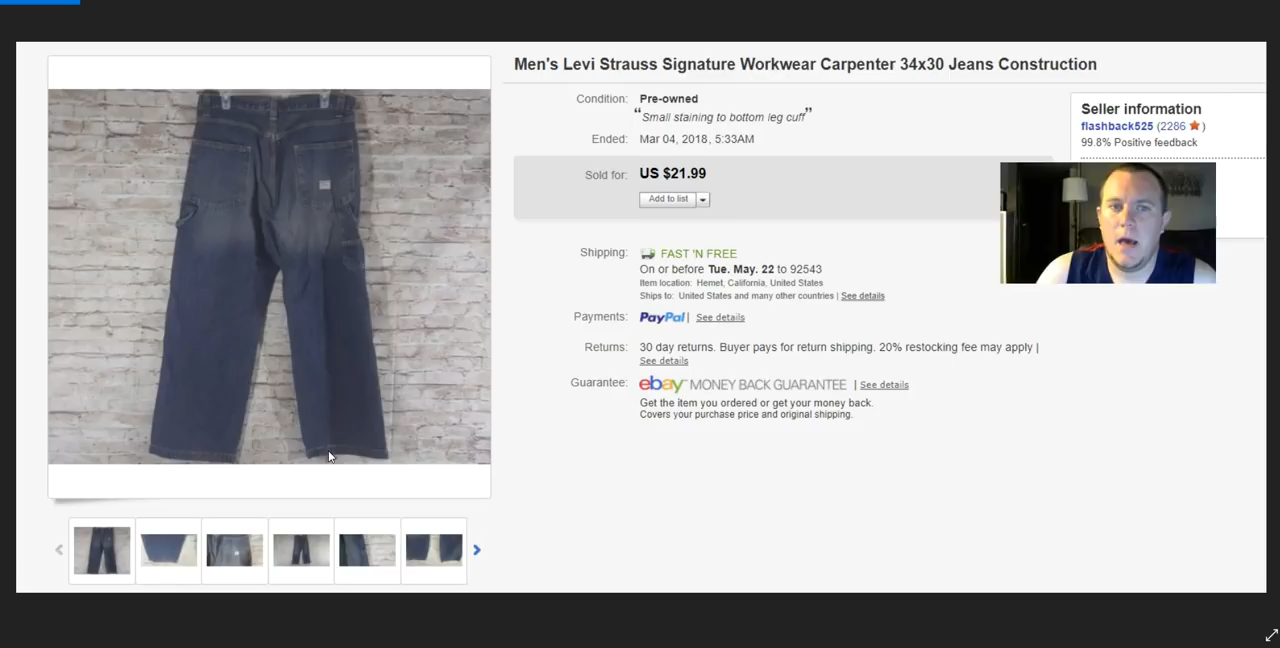 Men's Levi Strauss Signature Workwear Carpenter 34x30 Jeans Construction
Condition: Pre-owned
“Small staining to bottom leg cuff”
Ended: Mar 04, 2018, 5:33AM
Sold for: US $21.99
Add to list
Shipping: FAST 'N FREE
On or before Tue. May. 22 to 92543
Item location: Hemet, California, United States
Ships to: United States and many other countries | See details
Payments: PayPal | See details
Returns: 30 day returns. Buyer pays for return shipping. 20% restocking fee may apply |
See details
Guarantee: ebay MONEY BACK GUARANTEE | See details
Get the item you ordered or get your money back.
Covers your purchase price and original shipping.
Seller information
flashback525 (2286 )
99.8% Positive feedback